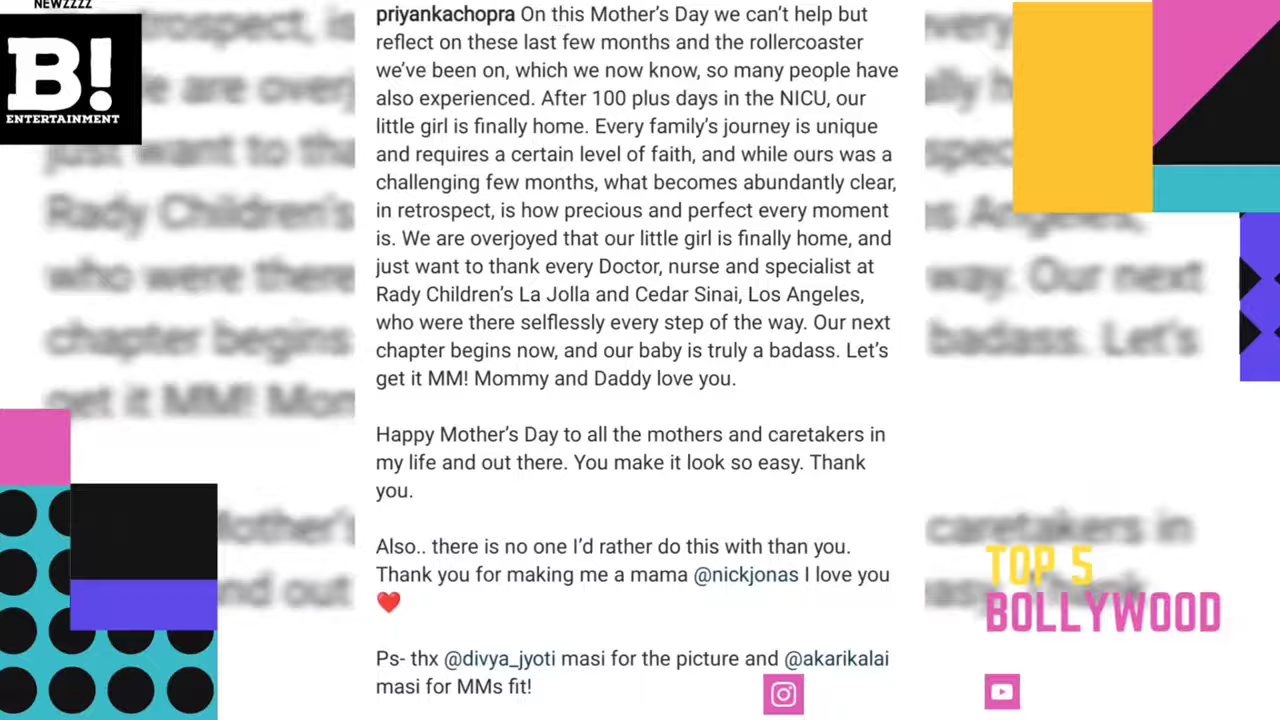 NEWZZZZ
B!
ENTERTAINMENT
priyankachopra On this Mother’s Day we can’t help but
reflect on these last few months and the rollercoaster
we’ve been on, which we now know, so many people have
also experienced. After 100 plus days in the NICU, our
little girl is finally home. Every family’s journey is unique
and requires a certain level of faith, and while ours was a
challenging few months, what becomes abundantly clear,
in retrospect, is how precious and perfect every moment
is. We are overjoyed that our little girl is finally home, and
just want to thank every Doctor, nurse and specialist at
Rady Children’s La Jolla and Cedar Sinai, Los Angeles,
who were there selflessly every step of the way. Our next
chapter begins now, and our baby is truly a badass. Let’s
get it MM! Mommy and Daddy love you.
Happy Mother’s Day to all the mothers and caretakers in
my life and out there. You make it look so easy. Thank
you.
Also.. there is no one I’d rather do this with than you.
Thank you for making me a mama @nickjonas I love you
❤️
Ps- thx @divya_jyoti masi for the picture and @akarikalai
masi for MMs fit!
TOP 5
BOLLYWOOD